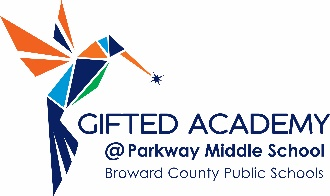 GIFTED ACADEMY
@ Parkway Middle School
Broward County Public Schools